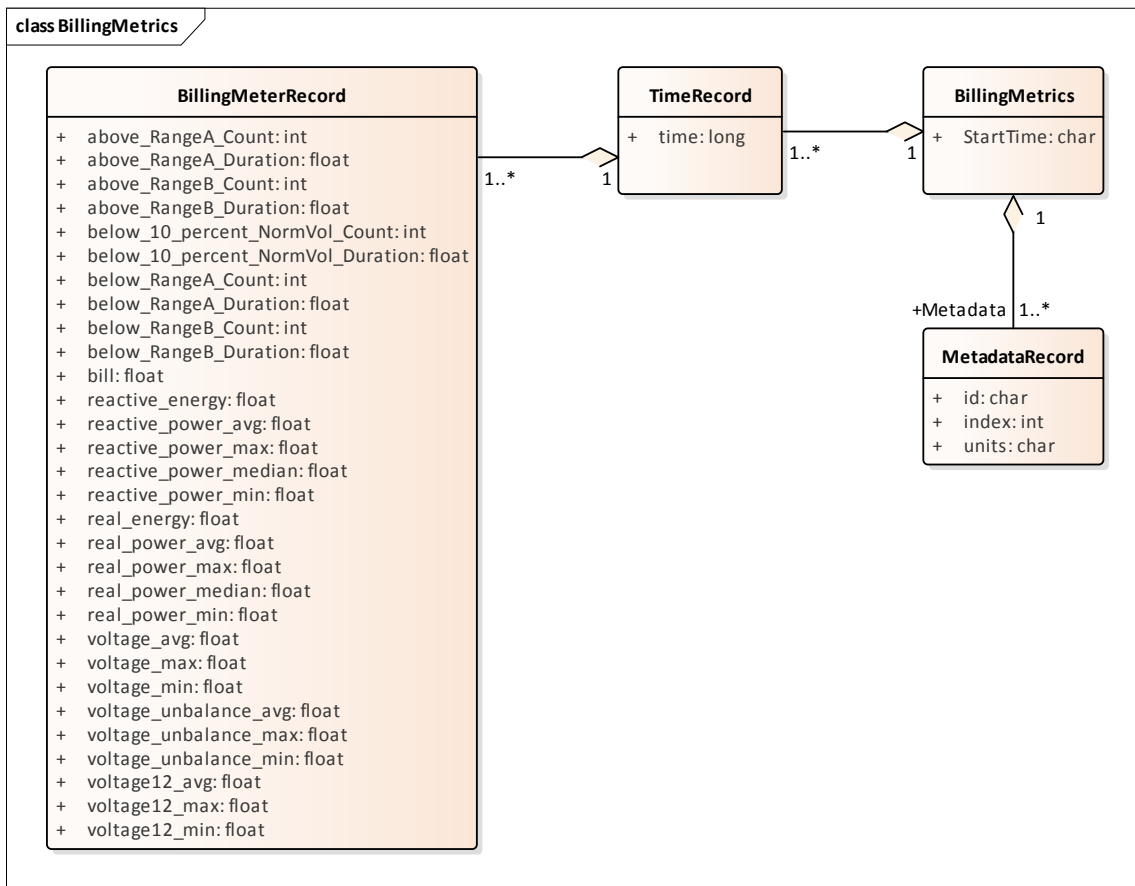 class BillingMetrics
BillingMeterRecord
+ above_RangeA_Count: int
+ above_RangeA_Duration: float
+ above_RangeB_Count: int
+ above_RangeB_Duration: float
+ below_10_percent_NormVol_Count: int
+ below_10_percent_NormVol_Duration: float
+ below_RangeA_Count: int
+ below_RangeA_Duration: float
+ below_RangeB_Count: int
+ below_RangeB_Duration: float
+ bill: float
+ reactive_energy: float
+ reactive_power_avg: float
+ reactive_power_max: float
+ reactive_power_median: float
+ reactive_power_min: float
+ real_energy: float
+ real_power_avg: float
+ real_power_max: float
+ real_power_median: float
+ real_power_min: float
+ voltage_avg: float
+ voltage_max: float
+ voltage_min: float
+ voltage_unbalance_avg: float
+ voltage_unbalance_max: float
+ voltage_unbalance_min: float
+ voltage12_avg: float
+ voltage12_max: float
+ voltage12_min: float
1..*
1
TimeRecord
+ time: long
1..*
1
BillingMetrics
+ StartTime: char
1
+Metadata
1..*
MetadataRecord
+ id: char
+ index: int
+ units: char